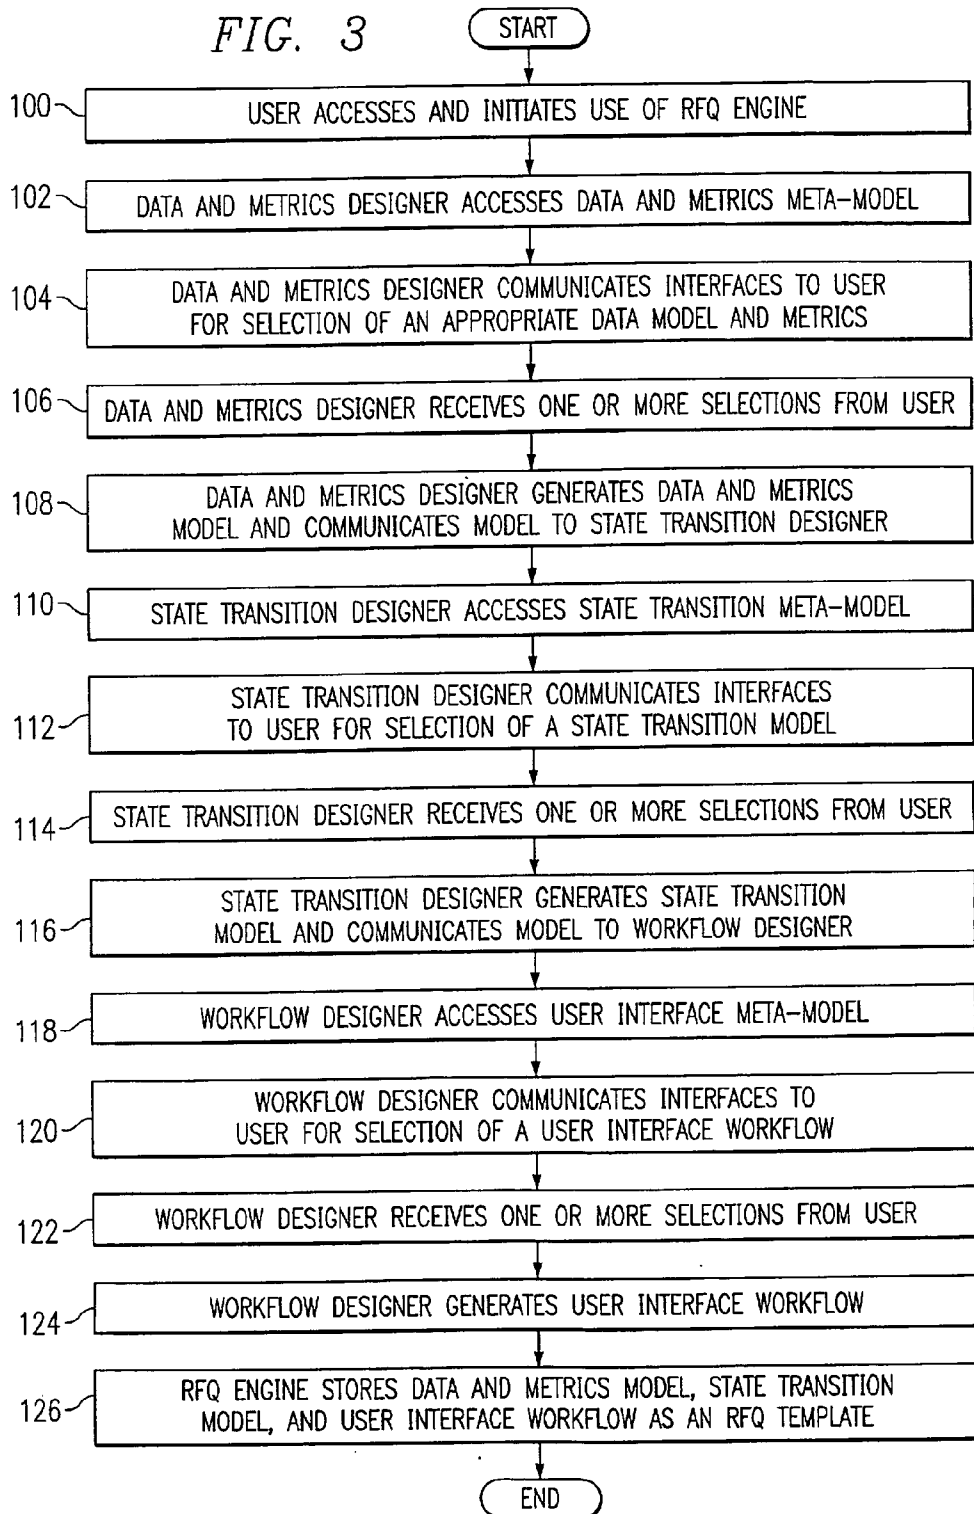 FIG. 3
START
100
USER ACCESSES AND INITIATES USE OF RFQ ENGINE
102
DATA AND METRICS DESIGNER ACCESSES DATA AND METRICS META-MODEL
104
DATA AND METRICS DESIGNER COMMUNICATES INTERFACES TO USER
FOR SELECTION OF AN APPROPRIATE DATA MODEL AND METRICS
106
DATA AND METRICS DESIGNER RECEIVES ONE OR MORE SELECTIONS FROM USER
108
DATA AND METRICS DESIGNER GENERATES DATA AND METRICS
MODEL AND COMMUNICATES MODEL TO STATE TRANSITION DESIGNER
110
STATE TRANSITION DESIGNER ACCESSES STATE TRANSITION META-MODEL
112
STATE TRANSITION DESIGNER COMMUNICATES INTERFACES
TO USER FOR SELECTION OF A STATE TRANSITION MODEL
114
STATE TRANSITION DESIGNER RECEIVES ONE OR MORE SELECTIONS FROM USER
116
STATE TRANSITION DESIGNER GENERATES STATE TRANSITION
MODEL AND COMMUNICATES MODEL TO WORKFLOW DESIGNER
118
WORKFLOW DESIGNER ACCESSES USER INTERFACE META-MODEL
120
WORKFLOW DESIGNER COMMUNICATES INTERFACES TO
USER FOR SELECTION OF A USER INTERFACE WORKFLOW
122
WORKFLOW DESIGNER RECEIVES ONE OR MORE SELECTIONS FROM USER
124
WORKFLOW DESIGNER GENERATES USER INTERFACE WORKFLOW
126
RFQ ENGINE STORES DATA AND METRICS MODEL, STATE TRANSITION
MODEL, AND USER INTERFACE WORKFLOW AS AN RFQ TEMPLATE
END